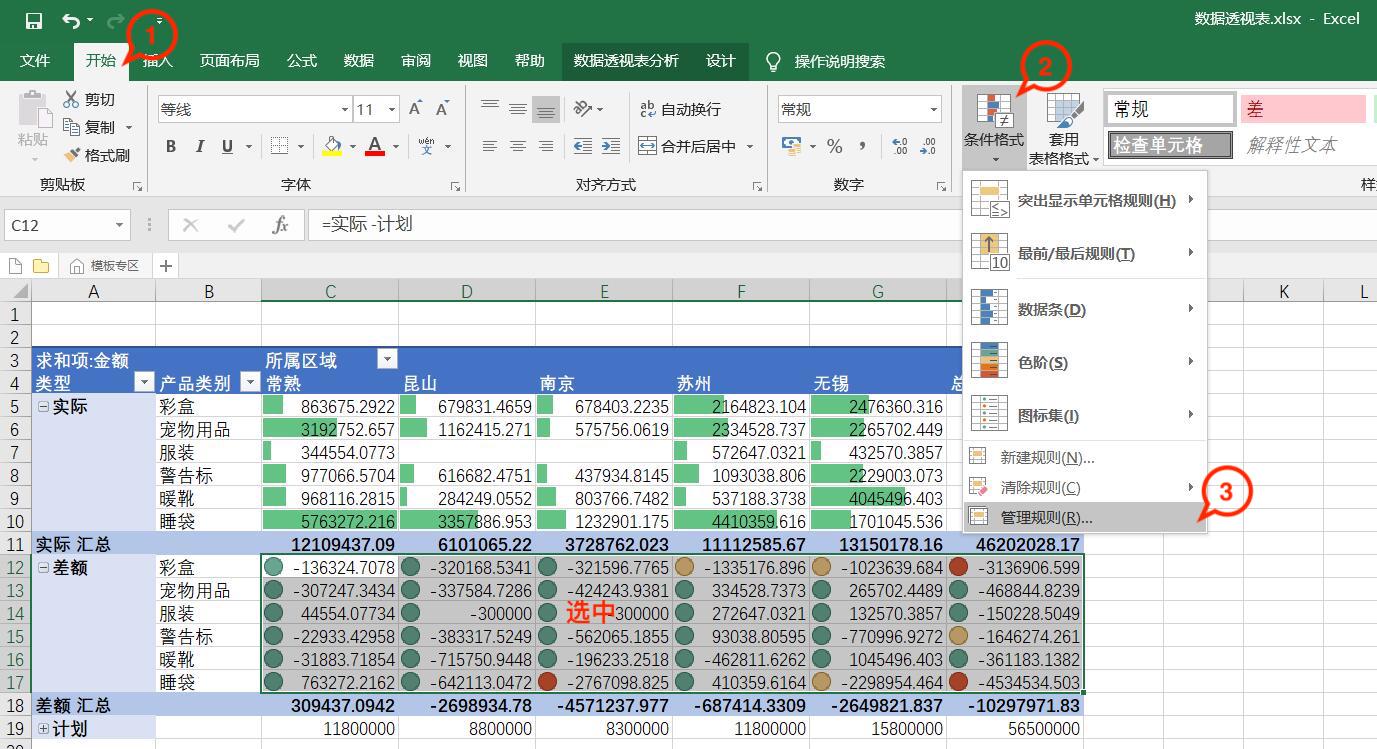 数据透视表.xlsx - Excel
文件 开始 插入 页面布局 公式 数据 审阅 视图 帮助 数据透视表分析 设计 操作说明搜索
1
2
粘贴 剪切 复制 格式刷
等线 11 A A
B I U A wén 文
自动换行
合并后居中
常规
% , .00 .0
条件格式 套用表格格式
常规 差
检查单元格 解释性文本
剪贴板 字体 对齐方式 数字 样
C12 fx =实际 -计划
模板专区
突出显示单元格规则(H)
最前/最后规则(T)
10
数据条(D)
色阶(S)
图标集(I)
新建规则(N)...
清除规则(C)
管理规则(R)...
3
A B C D E F G K L
1
2
3 求和项:金额 所属区域
4 类型 产品类别 常熟 昆山 南京 苏州 无锡 总
5 实际 彩盒 863675.2922 679831.4659 678403.2235 2164823.104 2476360.316
6 宠物用品 3192752.657 1162415.271 575756.0619 2334528.737 2265702.449
7 服装 344554.0773 572647.0321 432570.3857
8 警告标 977066.5704 616682.4751 437934.8145 1093038.806 2229003.073
9 暖靴 968116.2815 284249.0552 803766.7482 537188.3738 4045496.403
10 睡袋 5763272.216 3357886.953 1232901.175 4410359.616 1701045.536
11 实际 汇总 12109437.09 6101065.22 3728762.023 11112585.67 13150178.16 46202028.17
12 差额 彩盒 -136324.7078 -320168.5341 -321596.7765 -1335176.896 -1023639.684 -3136906.599
13 宠物用品 -307247.3434 -337584.7286 -424243.9381 334528.7373 265702.4489 -468844.8239
14 服装 44554.07734 -300000 选中 -300000 272647.0321 132570.3857 -150228.5049
15 警告标 -22933.42958 -383317.5249 -562065.1855 93038.80595 -770996.9272 -1646274.261
16 暖靴 -31883.71854 -715750.9448 -196233.2518 -462811.6262 1045496.403 -361183.1382
17 睡袋 763272.2162 -642113.0472 -2767098.825 410359.6164 -2298954.464 -4534534.503
18 差额 汇总 309437.0942 -2698934.78 -4571237.977 -687414.3309 -2649821.837 -10297971.83
19 计划 11800000 8800000 8300000 11800000 15800000 56500000